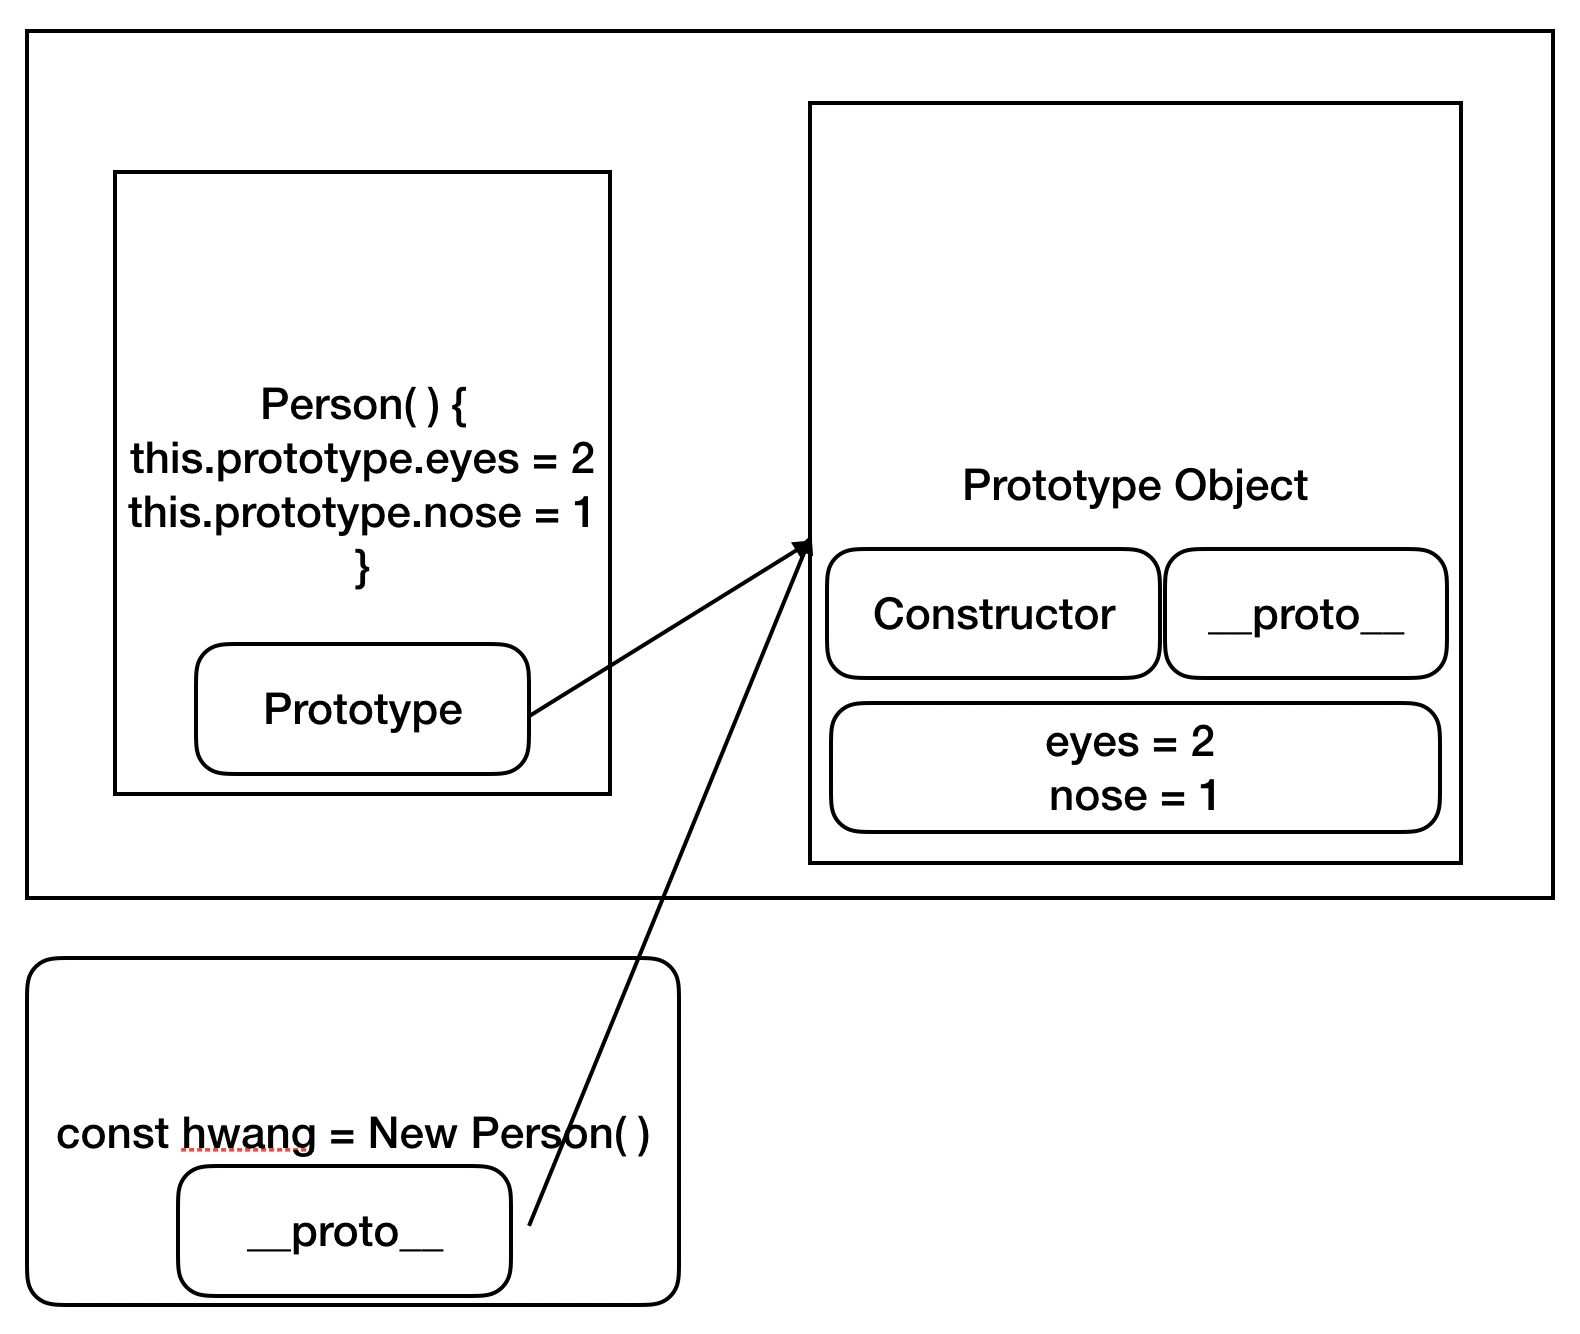 Person( ) {
this.prototype.eyes = 2
this.prototype.nose = 1
}
Prototype
Prototype Object
Constructor
__proto__
eyes = 2
nose = 1
const hwang = New Person( )
__proto__